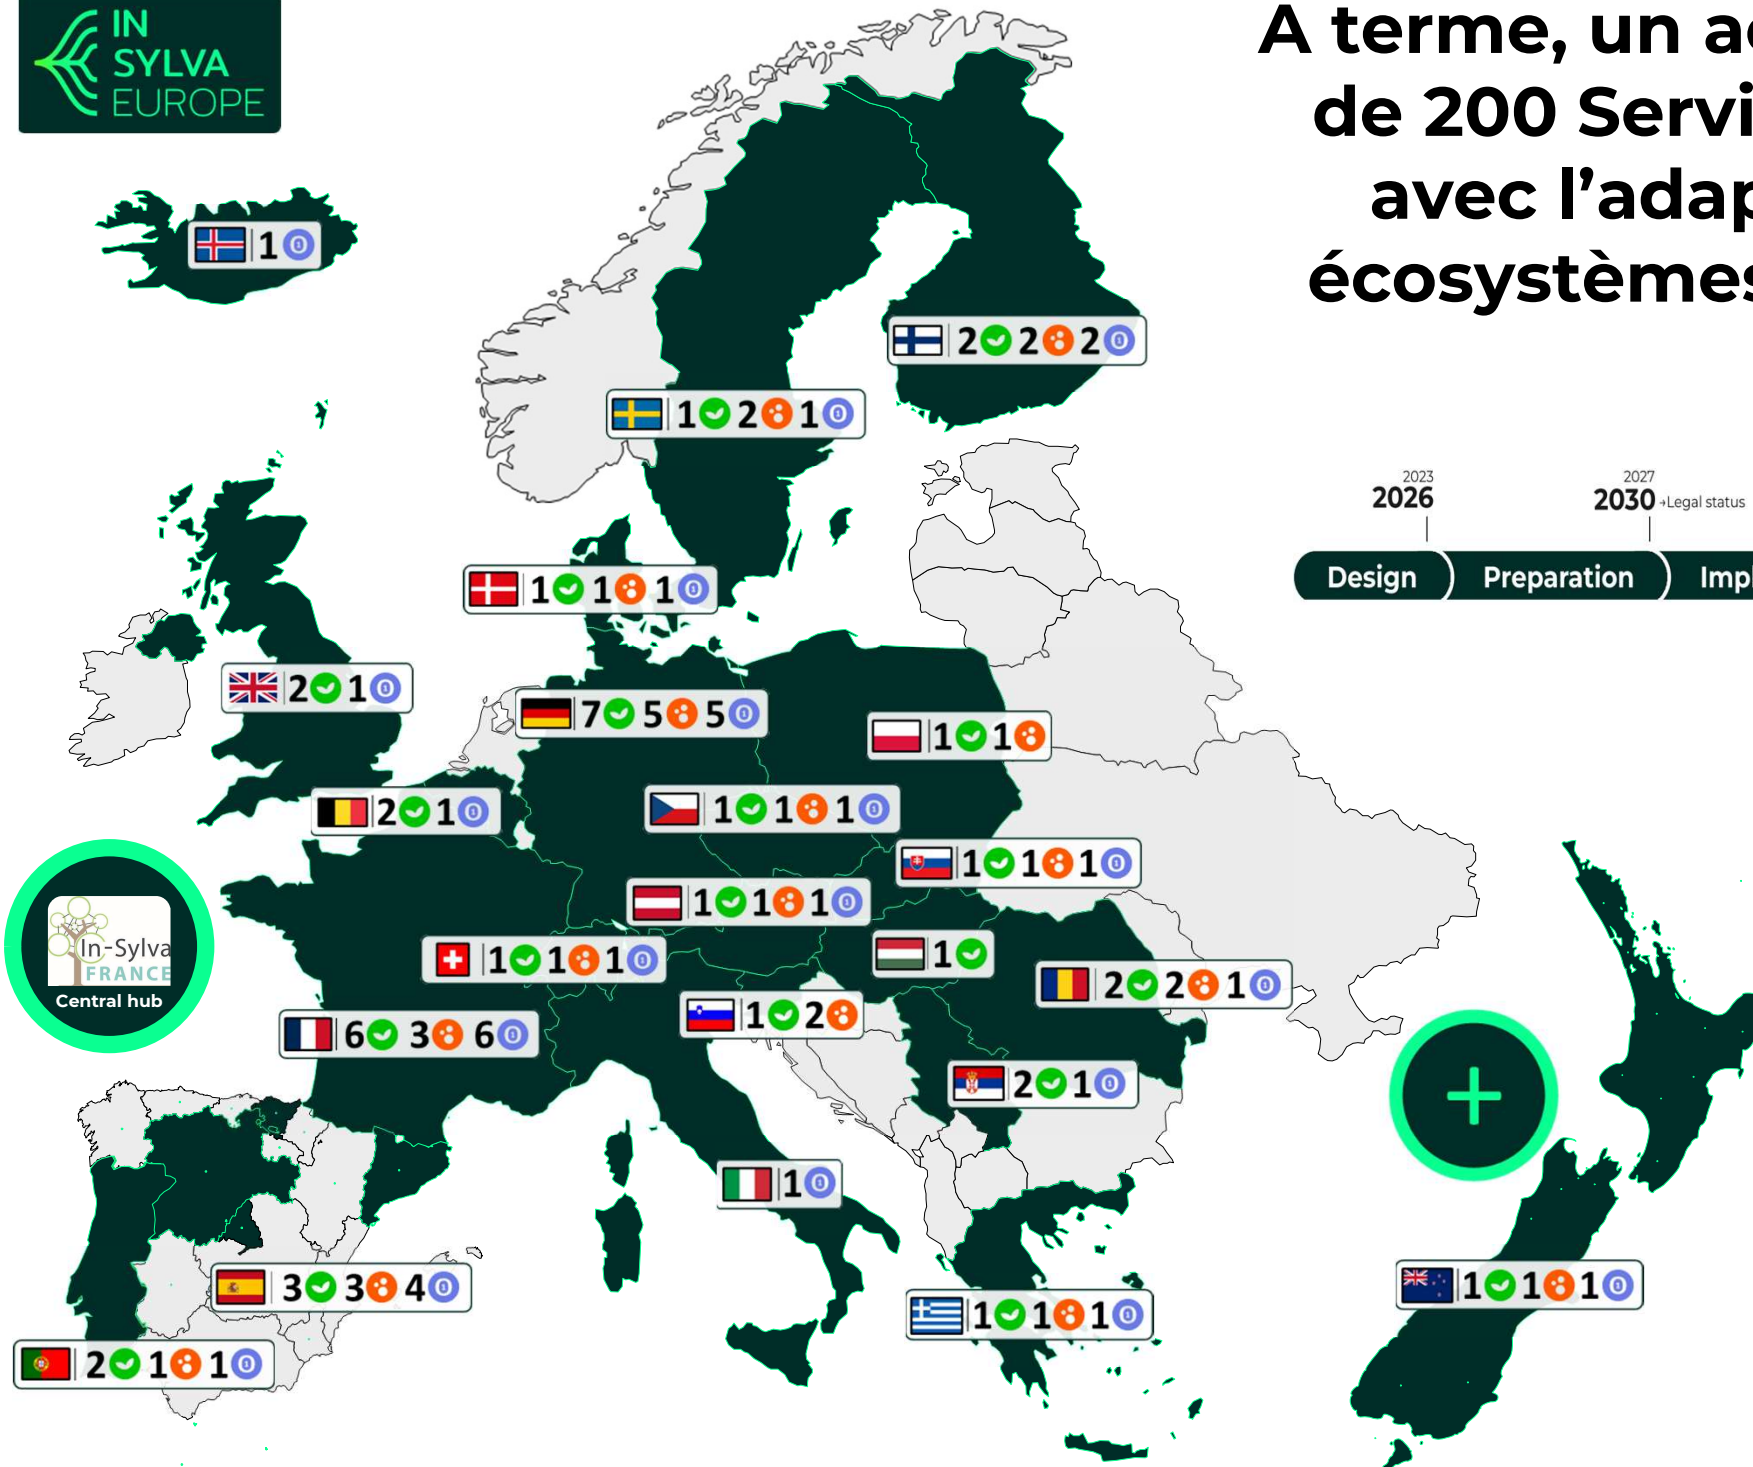 IN
SYLVA
EUROPE
A terme, un
de 200
avec
écosystèmes
1
2 2 2
1 2 1
2023
2026
2027
2030 →Legal status
Design
Preparation
1 1 1
2 1
7 5 5
1 1
2 1
1 1 1
1 1 1
1 1 1
1 1 1
1
2 2 1
In-Sylva
FRANCE
Central hub
1 2
6 3 6
2 1
+
1
3 3 4
1 1 1
1 1 1
2 1 1